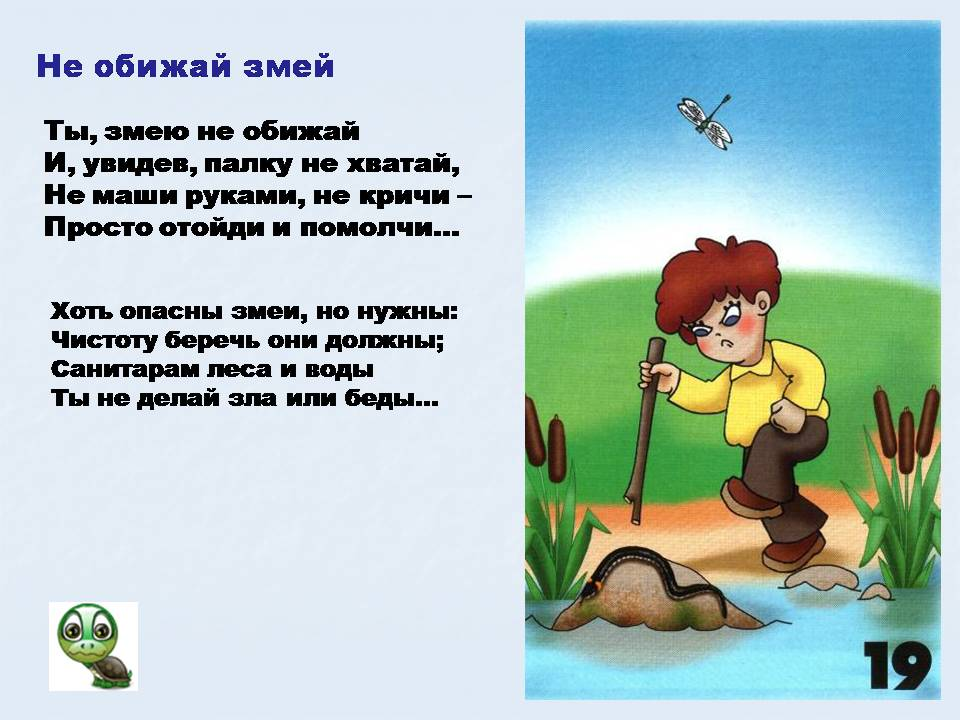 Не обижай змей
Ты, змею не обижай
И, увидев, палку не хватай,
Не маши руками, не кричи –
Просто отойди и помолчи...
Хоть опасны змеи, но нужны:
Чистоту беречь они должны;
Санитарам леса и воды
Ты не делай зла или беды...
19